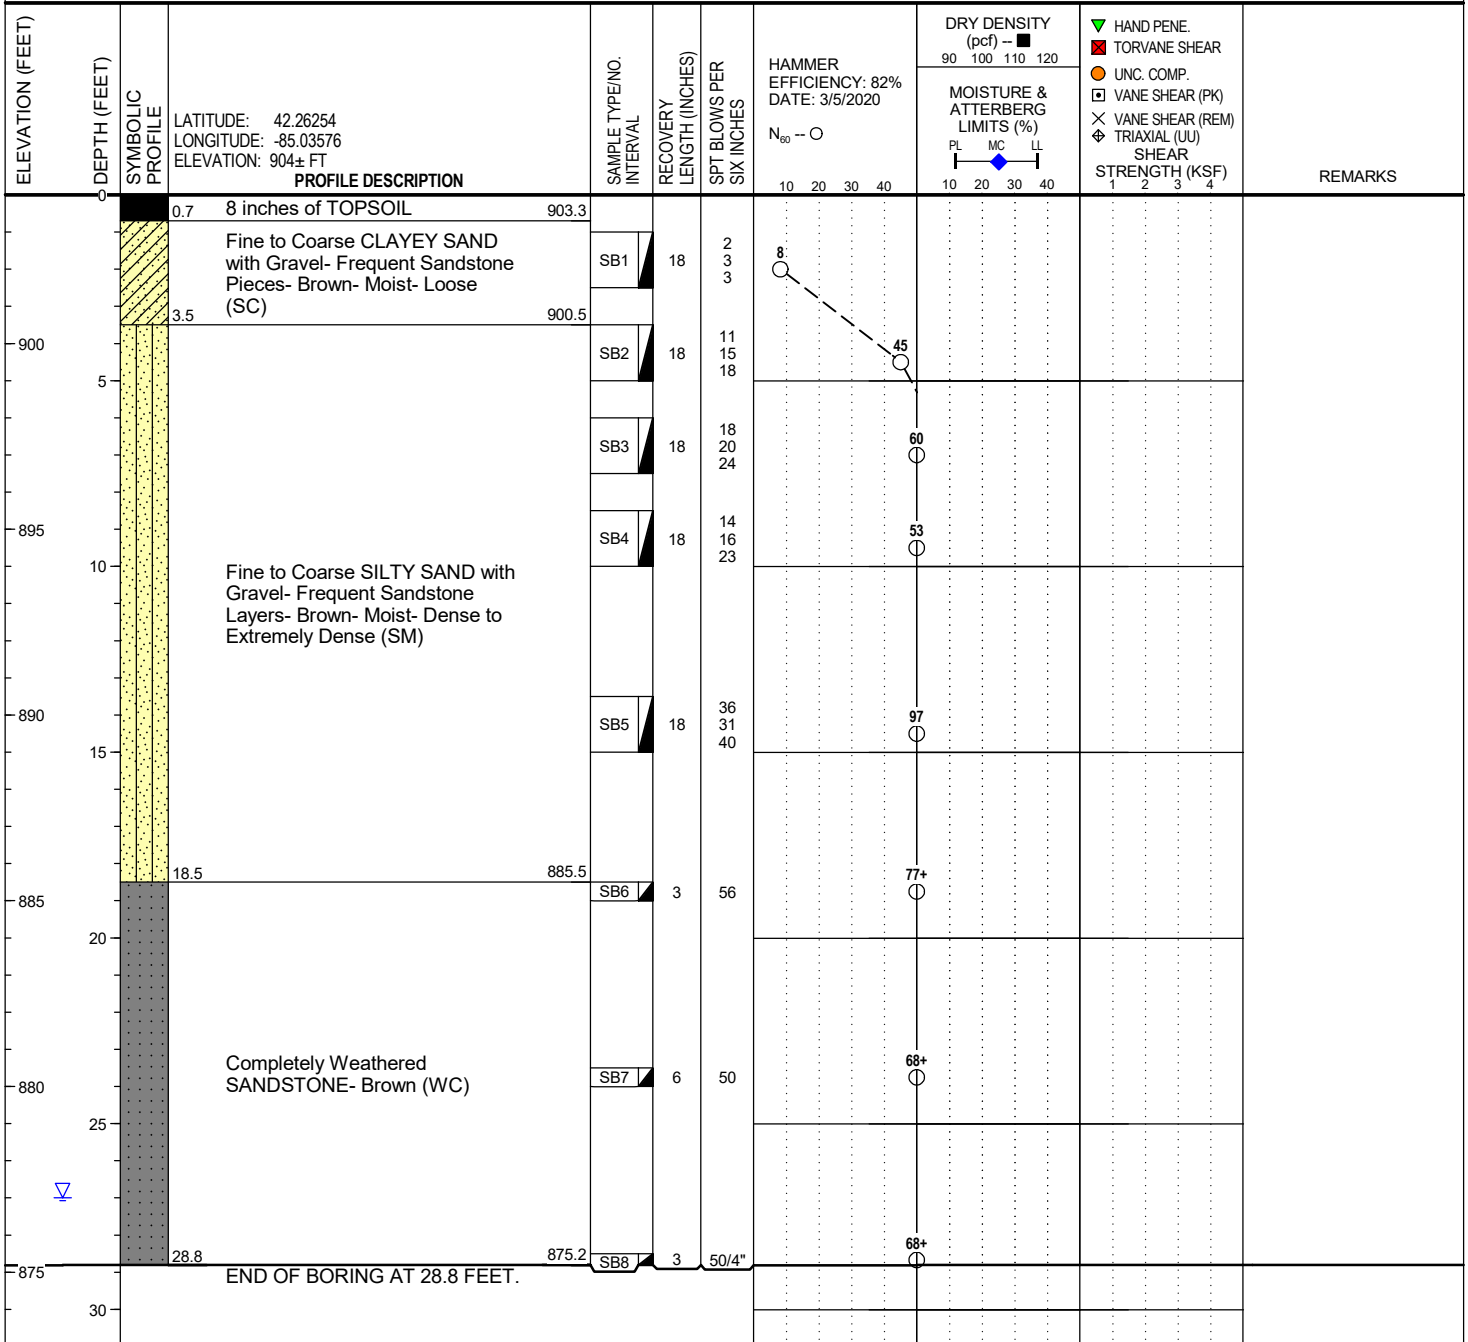 ELEVATION (FEET)
DEPTH (FEET)
SYMBOLIC
PROFILE
LATITUDE: 42.26254
LONGITUDE: -85.03576
ELEVATION: 904± FT
PROFILE DESCRIPTION
SAMPLE TYPE/NO.
INTERVAL
RECOVERY
LENGTH (INCHES)
SPT BLOWS PER
SIX INCHES
HAMMER
EFFICIENCY: 82%
DATE: 3/5/2020
N60 --
10 20 30 40
DRY DENSITY
(pcf) --
90 100 110 120
MOISTURE &
ATTERBERG
LIMITS (%)
PL MC LL
10 20 30 40
HAND PENE.
TORVANE SHEAR
UNC. COMP.
VANE SHEAR (PK)
VANE SHEAR (REM)
TRIAXIAL (UU)
SHEAR
STRENGTH (KSF)
1 2 3 4
REMARKS
0
0.7 8 inches of TOPSOIL 903.3
Fine to Coarse CLAYEY SAND
with Gravel- Frequent Sandstone
Pieces- Brown- Moist- Loose
(SC)
3.5 900.5
SB1 18
2
3
3
8
900
SB2 18
11
15
18
45
5
SB3 18
18
20
24
60
895
SB4 18
14
16
23
53
10
Fine to Coarse SILTY SAND with
Gravel- Frequent Sandstone
Layers- Brown- Moist- Dense to
Extremely Dense (SM)
890
SB5 18
36
31
40
97
15
18.5 885.5
SB6 3 56
77+
885
20
Completely Weathered
SANDSTONE- Brown (WC)
SB7 6 50
68+
880
25
28.8 875.2
SB8 3 50/4"
68+
875
END OF BORING AT 28.8 FEET.
30